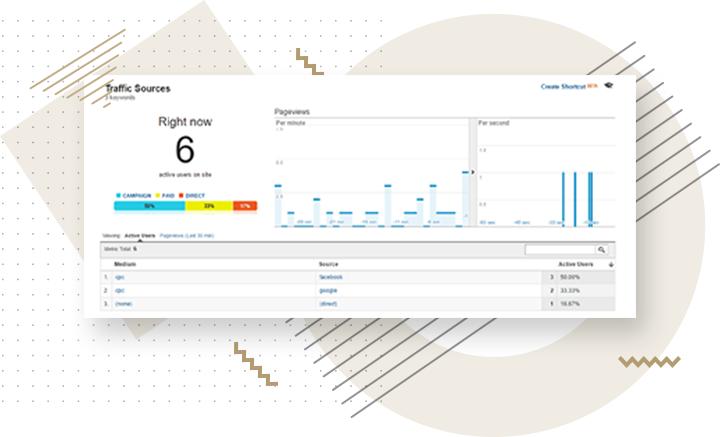 Traffic Sources
Create Shortcut BETA
Keywords
Right now
6
active users on site
CAMPAIGN PAID DIRECT
50% 33% 17%
Pageviews
Per minute
Per second
Viewing: Active Users Pageviews (Last 30 min)
Metric Total: 6
Medium Source Active Users
1. cpc facebook 3 50.00%
2. cpc google 2 33.33%
3. (none) (direct) 1 16.67%